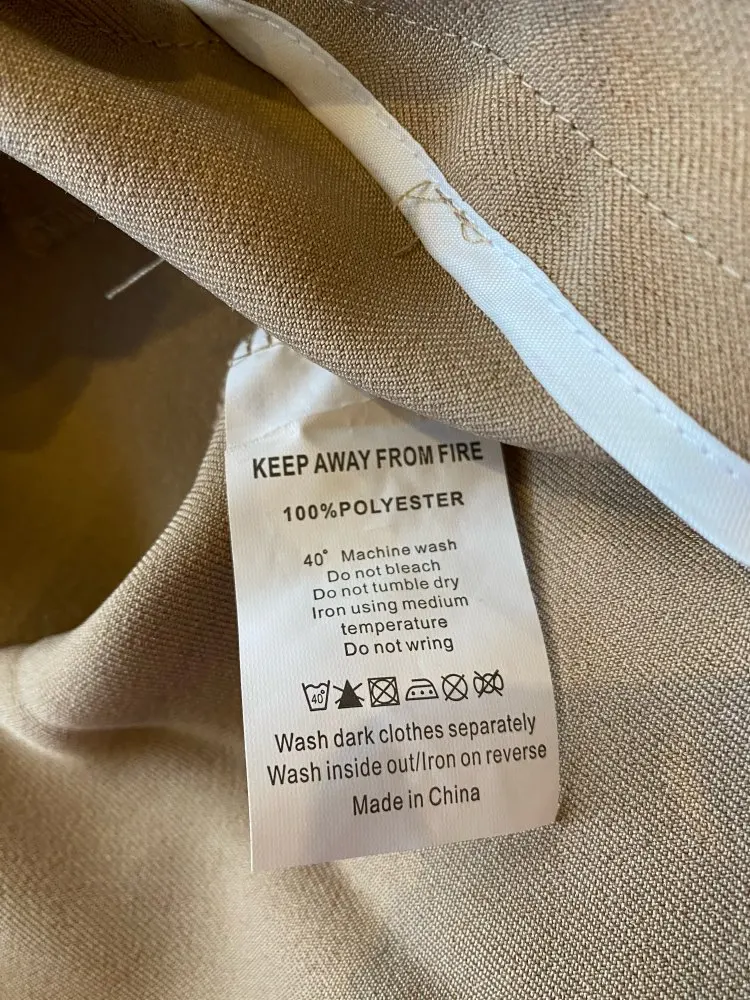 KEEP AWAY FROM FIRE
100%POLYESTER
40° Machine wash
Do not bleach
Do not tumble dry
Iron using medium
temperature
Do not wring
40°
Wash dark clothes separately
Wash inside out/Iron on reverse
Made in China